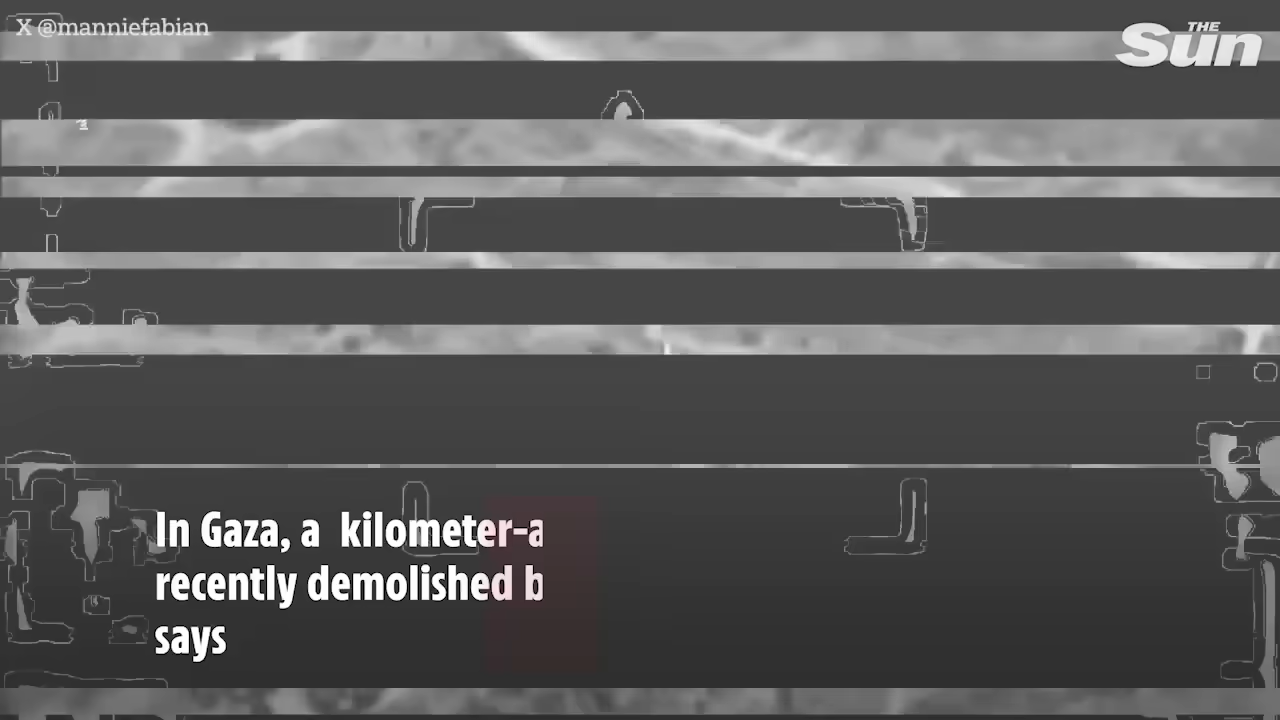 X @manniefabian
THE
Sun
In Gaza, a kilometer-a
recently demolished b
says